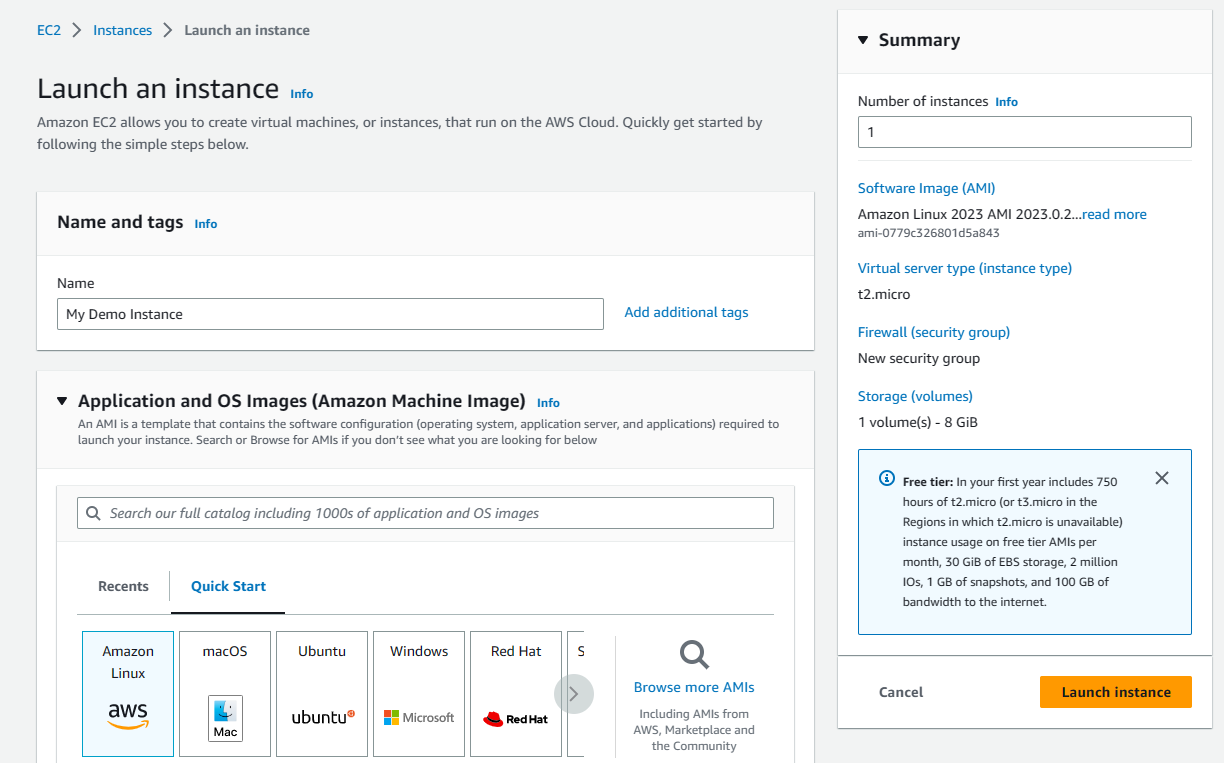 EC2 > Instances > Launch an instance
Launch an instance Info
Amazon EC2 allows you to create virtual machines, or instances, that run on the AWS Cloud. Quickly get started by
following the simple steps below.
Name and tags Info
Name
My Demo Instance
Add additional tags
Application and OS Images (Amazon Machine Image) Info
An AMI is a template that contains the software configuration (operating system, application server, and applications) required to
launch your instance. Search or Browse for AMIs if you don't see what you are looking for below
Search our full catalog including 1000s of application and OS images
Recents
Quick Start
Amazon
Linux
aws
macOS
Mac
Ubuntu
ubuntu
Windows
Microsoft
Red Hat
Red Hat
S
Browse more AMIs
Including AMIs from
AWS, Marketplace and
the Community
Summary
Number of instances Info
1
Software Image (AMI)
Amazon Linux 2023 AMI 2023.0.2...read more
ami-0779c326801d5a843
Virtual server type (instance type)
t2.micro
Firewall (security group)
New security group
Storage (volumes)
1 volume(s) - 8 GiB
Free tier: In your first year includes 750
hours of t2.micro (or t3.micro in the
Regions in which t2.micro is unavailable)
instance usage on free tier AMIs per
month, 30 GiB of EBS storage, 2 million
IOs, 1 GB of snapshots, and 100 GB of
bandwidth to the internet.
Cancel
Launch instance